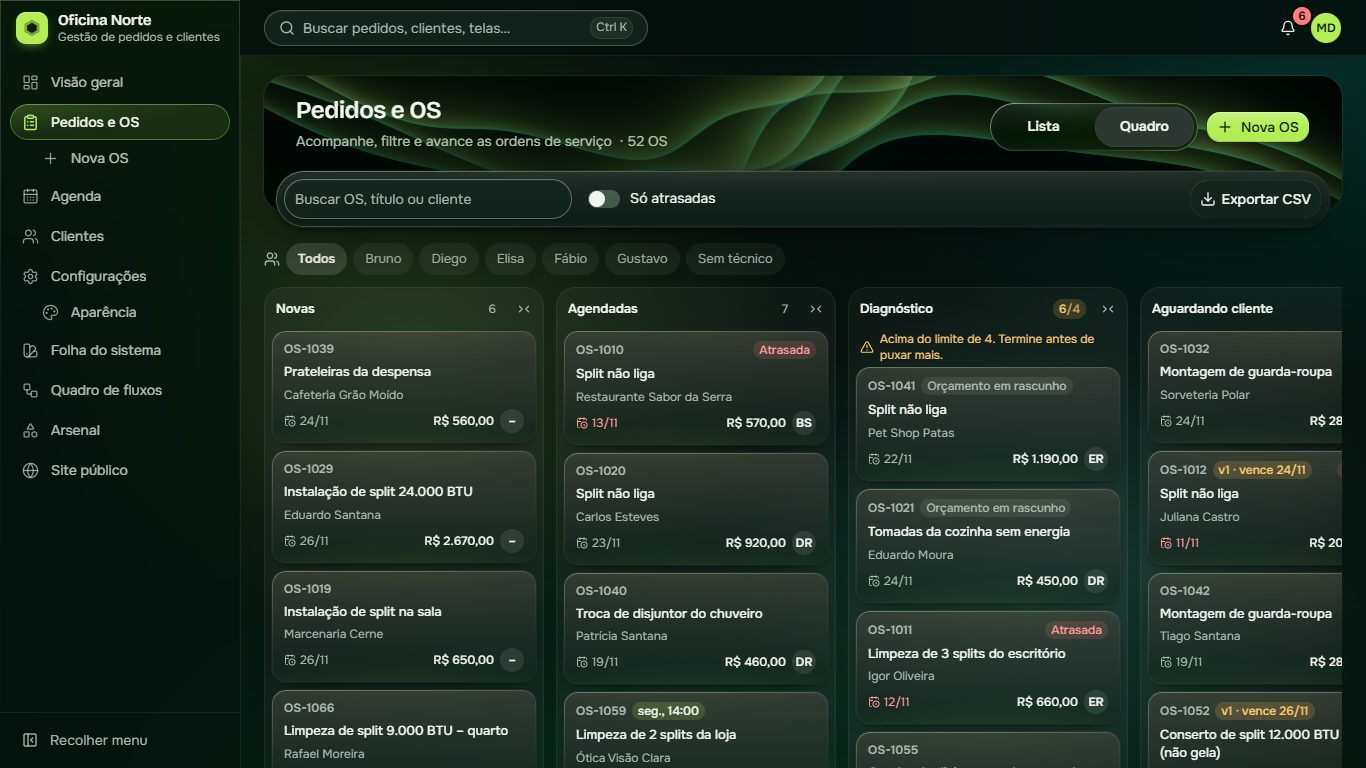 Oficina Norte
Gestão de pedidos e clientes
Visão geral
Pedidos e OS
Nova OS
Agenda
Clientes
Configurações
Aparência
Folha do sistema
Quadro de fluxos
Arsenal
Site público
Recolher menu
Buscar pedidos, clientes, telas...
Ctrl K
6
MD
Pedidos e OS
Acompanhe, filtre e avance as ordens de serviço · 52 OS
Lista
Quadro
Nova OS
Buscar OS, título ou cliente
Só atrasadas
Exportar CSV
Todos
Bruno
Diego
Elisa
Fábio
Gustavo
Sem técnico
Novas
6
OS-1039
Prateleiras da despensa
Cafeteria Grão Moído
24/11
R$ 560,00
–
OS-1029
Instalação de split 24.000 BTU
Eduardo Santana
26/11
R$ 2.670,00
–
OS-1019
Instalação de split na sala
Marcenaria Cerne
26/11
R$ 650,00
–
OS-1066
Limpeza de split 9.000 BTU – quarto
Rafael Moreira
Agendadas
7
OS-1010
Atrasada
Split não liga
Restaurante Sabor da Serra
13/11
R$ 570,00
BS
OS-1020
Split não liga
Carlos Esteves
23/11
R$ 920,00
DR
OS-1040
Troca de disjuntor do chuveiro
Patrícia Santana
19/11
R$ 460,00
DR
OS-1059
seg., 14:00
Limpeza de 2 splits da loja
Ótica Visão Clara
Diagnóstico
6/4
Acima do limite de 4. Termine antes de
puxar mais.
OS-1041
Orçamento em rascunho
Split não liga
Pet Shop Patas
22/11
R$ 1.190,00
ER
OS-1021
Orçamento em rascunho
Tomadas da cozinha sem energia
Eduardo Moura
24/11
R$ 450,00
DR
OS-1011
Atrasada
Limpeza de 3 splits do escritório
Igor Oliveira
12/11
R$ 660,00
ER
OS-1055
Aguardando cliente
OS-1032
Montagem de guarda-roupa
Sorveteria Polar
24/11
R$ 28
OS-1012
v1 · vence 24/11
Split não liga
Juliana Castro
11/11
R$ 20
OS-1042
Montagem de guarda-roupa
Tiago Santana
19/11
R$ 28
OS-1052
v1 · vence 26/11
Conserto de split 12.000 BTU
(não gela)